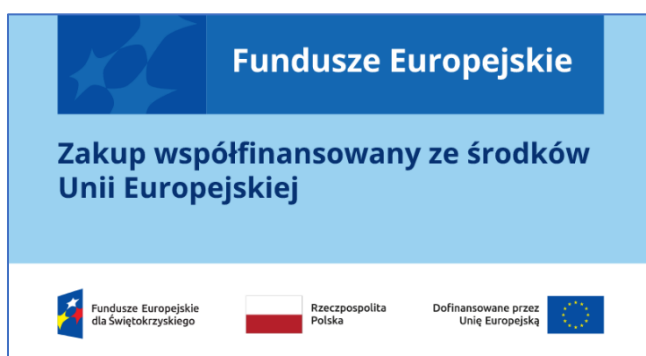 Fundusze Europejskie
Zakup współfinansowany ze środków
Unii Europejskiej
Fundusze Europejskie
dla Świętokrzyskiego
Rzeczpospolita
Polska
Dofinansowane przez
Unię Europejską